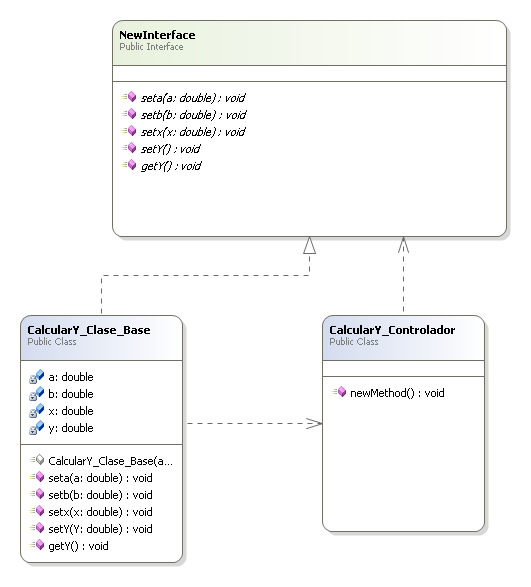 NewInterface
Public Interface
seta(a: double) : void
setb(b: double) : void
setx(x: double) : void
setY() : void
getY() : void
CalcularY_Clase_Base
Public Class
a: double
b: double
x: double
y: double
CalcularY_Clase_Base(a...
seta(a: double) : void
setb(b: double) : void
setx(x: double) : void
setY(Y: double) : void
getY() : void
CalcularY_Controlador
Public Class
newMethod() : void